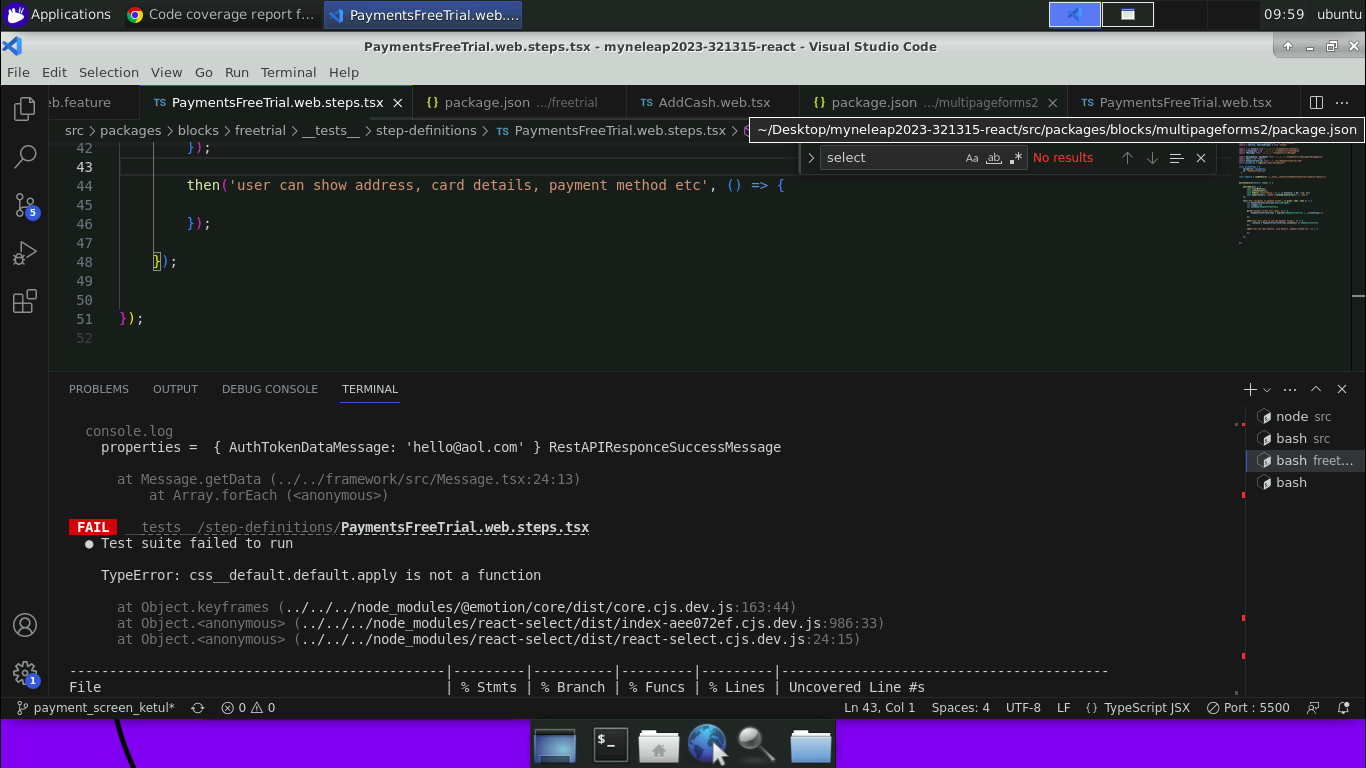 Applications
Code coverage report f...
PaymentsFreeTrial.web....
09:59
ubuntu
PaymentsFreeTrial.web.steps.tsx - myneleap2023-321315-react - Visual Studio Code
File Edit Selection View Go Run Terminal Help
eb.feature
TS PaymentsFreeTrial.web.steps.tsx
{} package.json .../freetrial
TS AddCash.web.tsx
{} package.json .../multipageforms2
TS PaymentsFreeTrial.web.tsx
src > packages > blocks > freetrial > __tests__ > step-definitions > TS PaymentsFreeTrial.web.steps.tsx >
~/Desktop/myneleap2023-321315-react/src/packages/blocks/multipageforms2/package.json
select
Aa ab .*
No results
42 });
43
44 then('user can show address, card details, payment method etc', () => {
45
46 });
47
48 });
49
50
51 });
52
5
1
PROBLEMS OUTPUT DEBUG CONSOLE TERMINAL
node src
bash src
bash freet...
bash
console.log
properties = { AuthTokenDataMessage: 'hello@aol.com' } RestAPIResponceSuccessMessage
at Message.getData (../../framework/src/Message.tsx:24:13)
at Array.forEach (<anonymous>)
FAIL __tests__/step-definitions/PaymentsFreeTrial.web.steps.tsx
● Test suite failed to run
TypeError: css__default.default.apply is not a function
at Object.keyframes (../../../node_modules/@emotion/core/dist/core.cjs.dev.js:163:44)
at Object.<anonymous> (../../../node_modules/react-select/dist/index-aee072ef.cjs.dev.js:986:33)
at Object.<anonymous> (../../../node_modules/react-select/dist/react-select.cjs.dev.js:24:15)
-----------------------------------------------|---------|----------|---------|---------|-----------------------------------------
File | % Stmts | % Branch | % Funcs | % Lines | Uncovered Line #s
payment_screen_ketul*
0 0
Ln 43, Col 1 Spaces: 4 UTF-8 LF {} TypeScript JSX Port : 5500